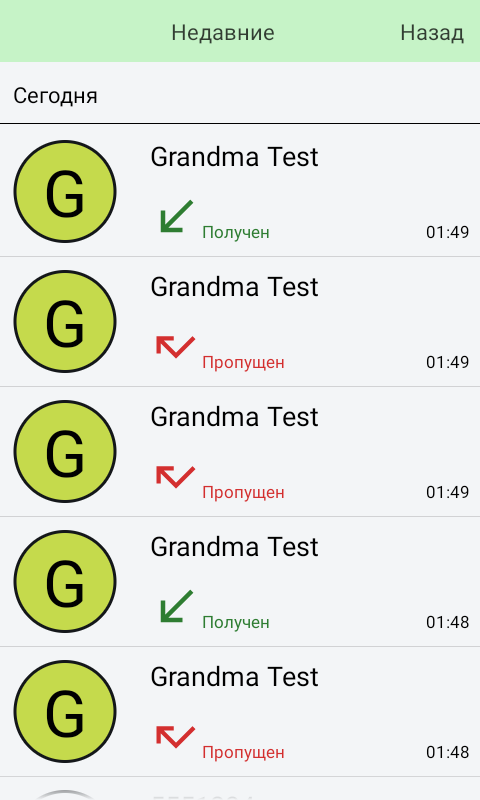 Недавние Назад
Сегодня
G Grandma Test
Получен 01:49
G Grandma Test
Пропущен 01:49
G Grandma Test
Пропущен 01:49
G Grandma Test
Получен 01:48
G Grandma Test
Пропущен 01:48